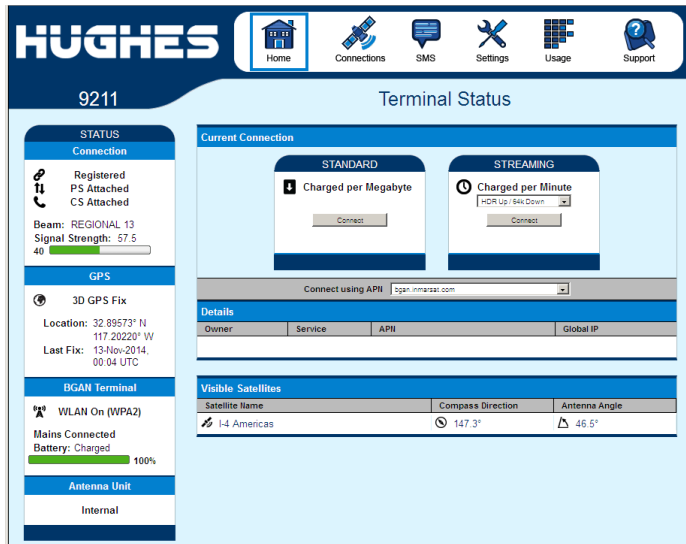 HUGHES
Home
Connections
SMS
Settings
Usage
Support
9211
Terminal Status
STATUS
Connection
Registered
PS Attached
CS Attached
Beam: REGIONAL 13
Signal Strength: 57.5
40
GPS
3D GPS Fix
Location: 32.89573° N
117.20220° W
Last Fix: 13-Nov-2014,
00:04 UTC
BGAN Terminal
WLAN On (WPA2)
Mains Connected
Battery: Charged
100%
Antenna Unit
Internal
Current Connection
STANDARD
Charged per Megabyte
Connect
STREAMING
Charged per Minute
HDR Up / 64k Down
Connect
Connect using APN bgan.inmarsat.com
Details
Owner Service APN Global IP
Visible Satellites
Satellite Name Compass Direction Antenna Angle
I-4 Americas 147.3° 46.5°